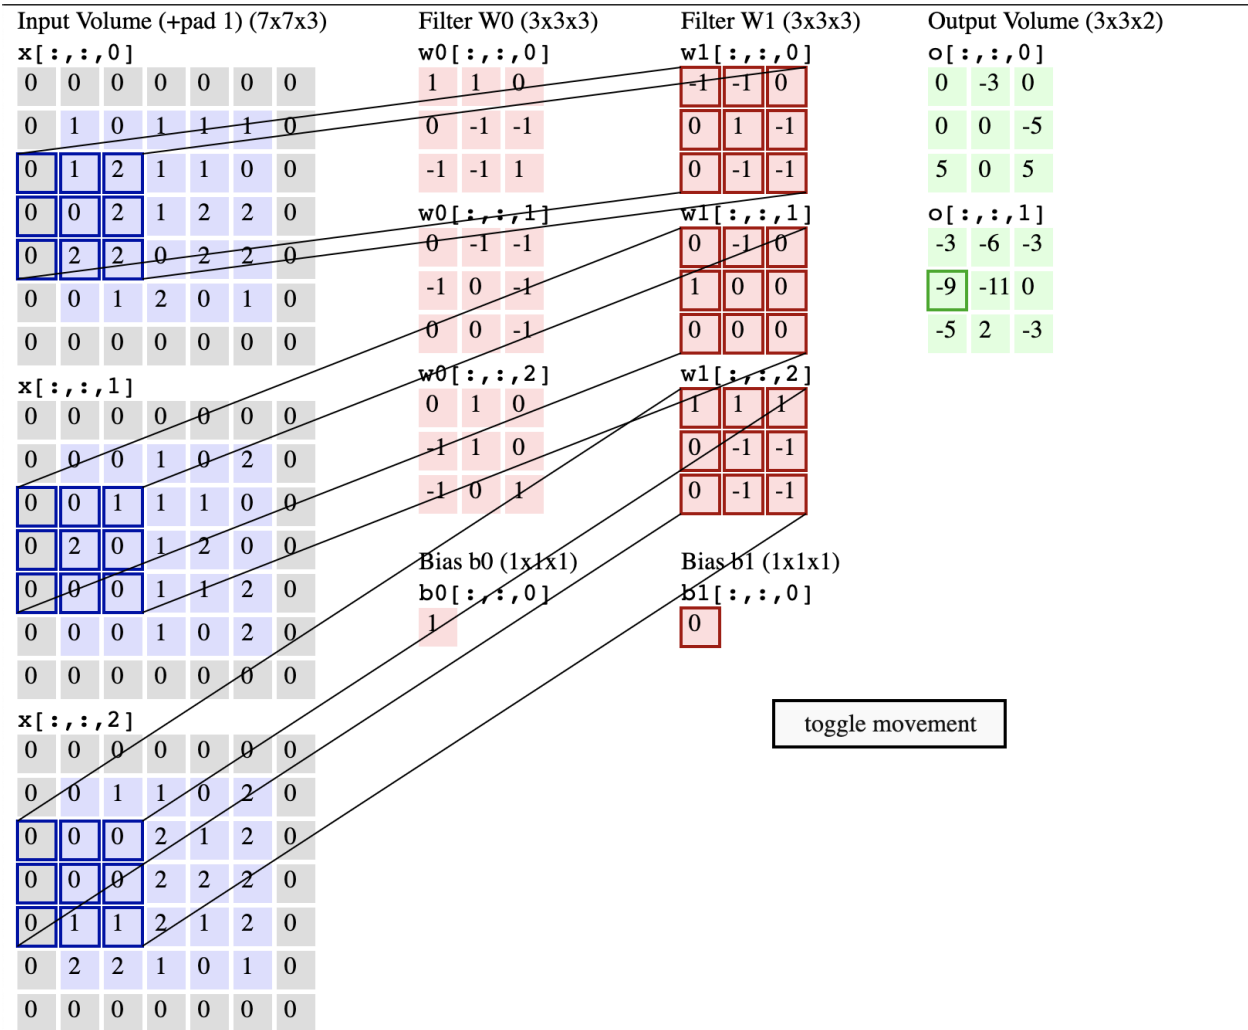 Input Volume (+pad 1) (7x7x3)
x[:,:,0]
0 0 0 0 0 0 0
0 1 0 1 1 1 0
0 1 2 1 1 0 0
0 0 2 1 2 2 0
0 2 2 0 2 2 0
0 0 1 2 0 1 0
0 0 0 0 0 0 0
x[:,:,1]
0 0 0 0 0 0 0
0 0 0 1 0 2 0
0 0 1 1 1 0 0
0 2 0 1 2 0 0
0 0 0 1 1 2 0
0 0 0 1 0 2 0
0 0 0 0 0 0 0
x[:,:,2]
0 0 0 0 0 0 0
0 0 1 1 0 2 0
0 0 0 2 1 2 0
0 0 0 2 2 2 0
0 1 1 2 1 2 0
0 2 2 1 0 1 0
0 0 0 0 0 0 0
Filter W0 (3x3x3)
w0[:,:,0]
1 1 0
0 -1 -1
-1 -1 1
w0[:,:,1]
0 -1 -1
-1 0 -1
0 0 -1
w0[:,:,2]
0 1 0
-1 1 0
-1 0 1
Bias b0 (1x1x1)
b0[:,:,0]
1
Filter W1 (3x3x3)
w1[:,:,0]
-1 -1 0
0 1 -1
0 -1 -1
w1[:,:,1]
0 -1 0
1 0 0
0 0 0
w1[:,:,2]
1 1 1
0 -1 -1
0 -1 -1
Bias b1 (1x1x1)
b1[:,:,0]
0
Output Volume (3x3x2)
o[:,:,0]
0 -3 0
0 0 -5
5 0 5
o[:,:,1]
-3 -6 -3
-9 -11 0
-5 2 -3
toggle movement